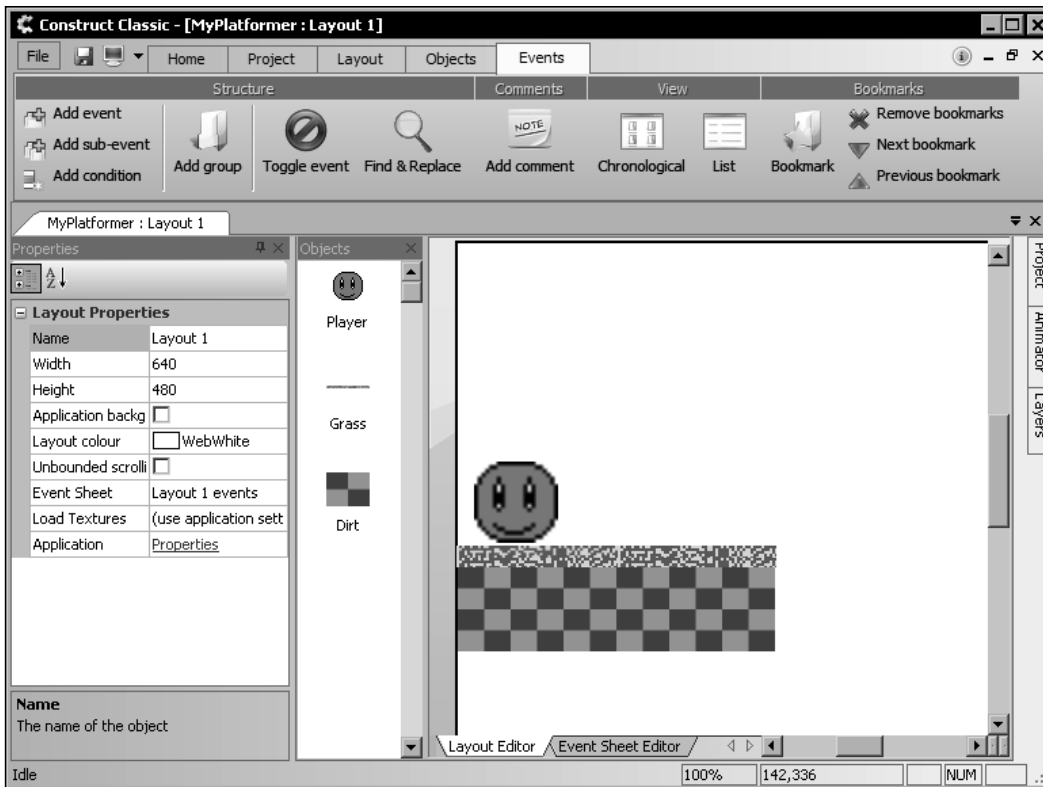 Construct Classic - [MyPlatformer : Layout 1]
File Home Project Layout Objects Events
Structure Comments View Bookmarks
Add event
Add sub-event
Add condition
Add group
Toggle event
Find & Replace
NOTE
Add comment
Chronological
List
Bookmark
Remove bookmarks
Next bookmark
Previous bookmark
MyPlatformer : Layout 1
Properties
A
Z
Layout Properties
Name Layout 1
Width 640
Height 480
Application backg
Layout colour WebWhite
Unbounded scrolli
Event Sheet Layout 1 events
Load Textures (use application sett
Application Properties
Name
The name of the object
Objects
Player
Grass
Dirt
Project
Animator
Layers
Layout Editor Event Sheet Editor
Idle 100% 142,336 NUM